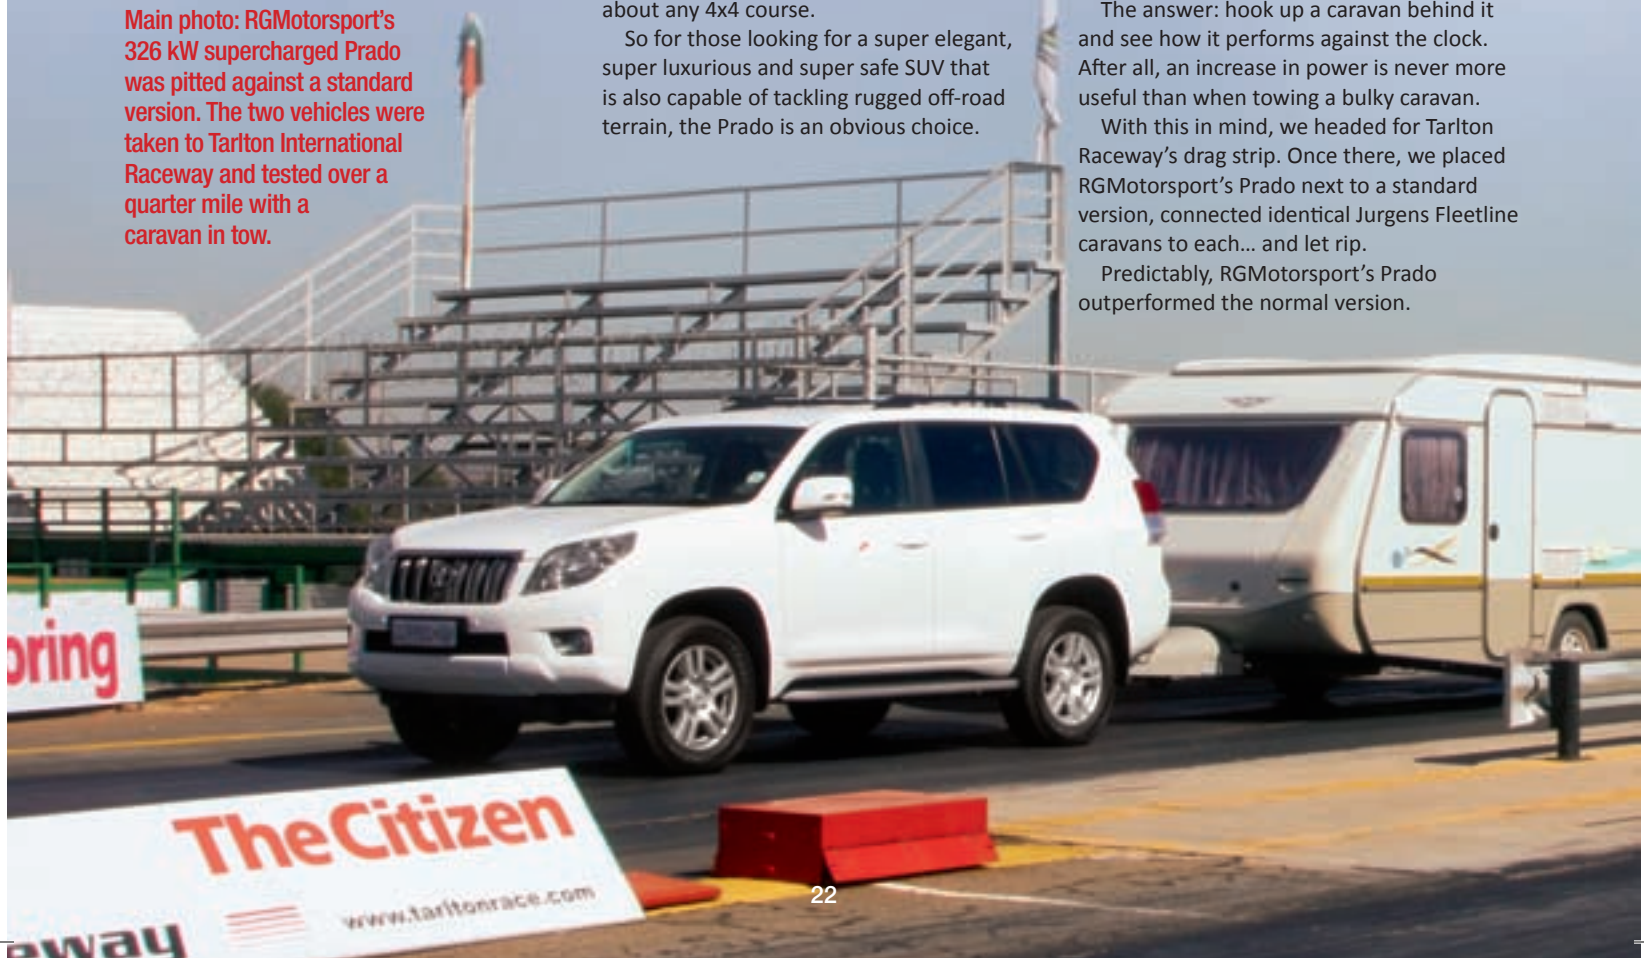 Main photo: RGMotorsport’s
326 kW supercharged Prado
was pitted against a standard
version. The two vehicles were
taken to Tarlton International
Raceway and tested over a
quarter mile with a
caravan in tow.
about any 4x4 course.
So for those looking for a super elegant,
super luxurious and super safe SUV that
is also capable of tackling rugged off-road
terrain, the Prado is an obvious choice.
The answer: hook up a caravan behind it
and see how it performs against the clock.
After all, an increase in power is never more
useful than when towing a bulky caravan.
With this in mind, we headed for Tarlton
Raceway’s drag strip. Once there, we placed
RGMotorsport’s Prado next to a standard
version, connected identical Jurgens Fleetline
caravans to each… and let rip.
Predictably, RGMotorsport’s Prado
outperformed the normal version.
oring
TheCitizen
www.tarltonrace.com
eway
22